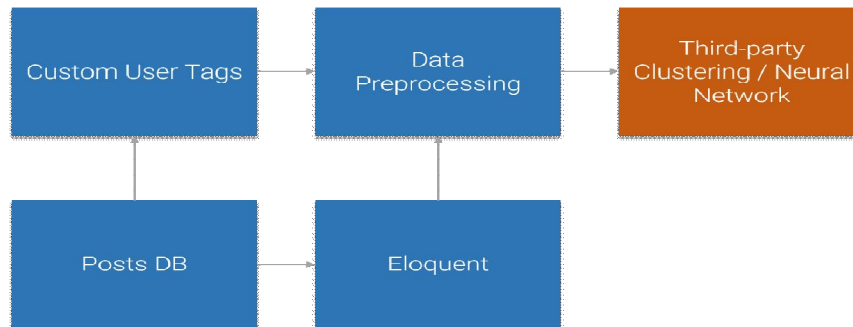 Custom User Tags
Data
Preprocessing
Third-party
Clustering / Neural
Network
Posts DB
Eloquent